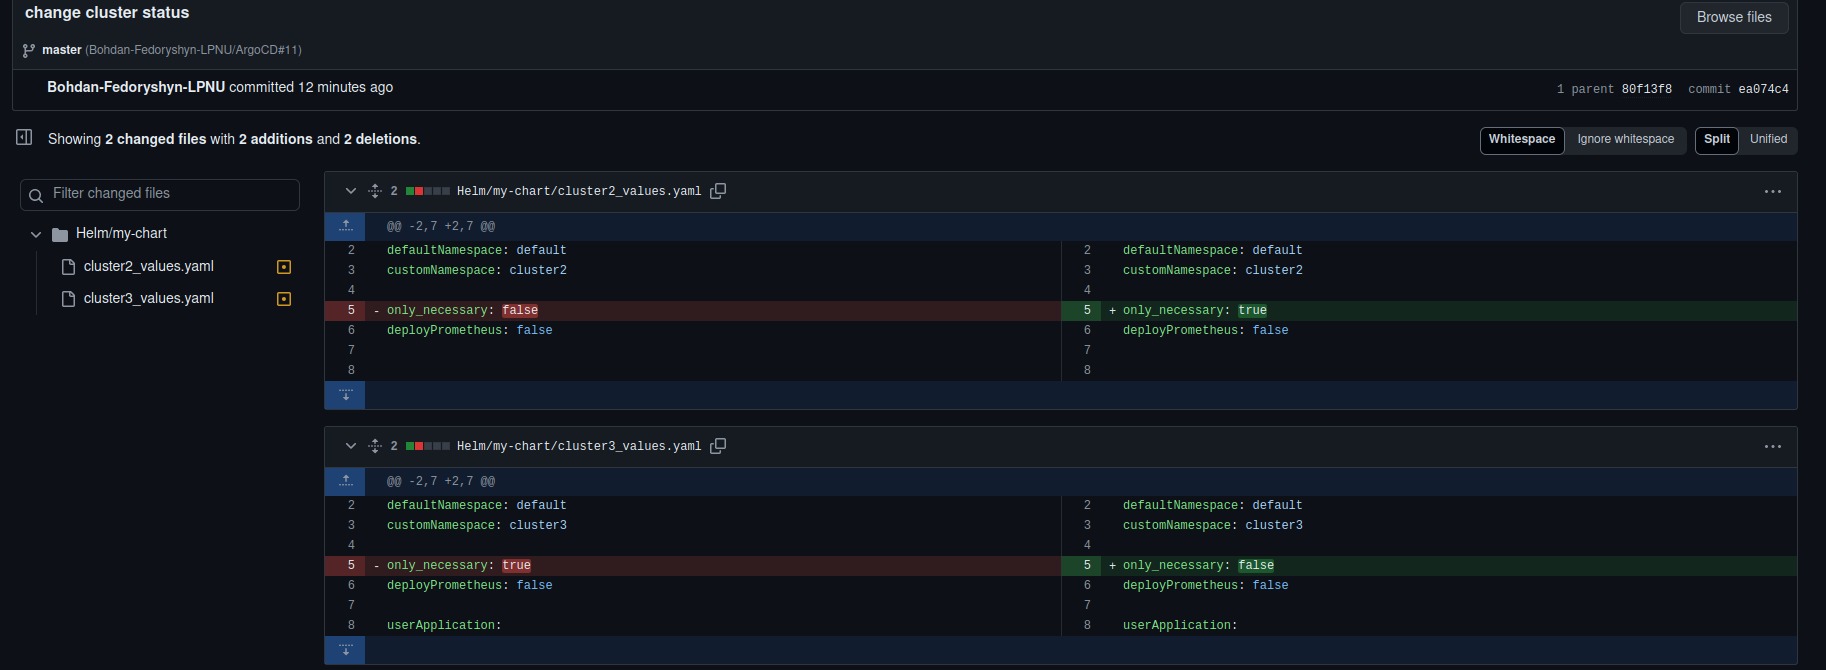 change cluster status
Browse files
master (Bohdan-Fedoryshyn-LPNU/ArgoCD#11)
Bohdan-Fedoryshyn-LPNU committed 12 minutes ago
1 parent 80f13f8 commit ea074c4
Showing 2 changed files with 2 additions and 2 deletions.
Whitespace Ignore whitespace Split Unified
Filter changed files
Helm/my-chart
cluster2_values.yaml
cluster3_values.yaml
2 Helm/my-chart/cluster2_values.yaml
@@ -2,7 +2,7 @@
2 defaultNamespace: default 2 defaultNamespace: default
3 customNamespace: cluster2 3 customNamespace: cluster2
4 4
5 - only_necessary: false 5 + only_necessary: true
6 deployPrometheus: false 6 deployPrometheus: false
7 7
8 8
2 Helm/my-chart/cluster3_values.yaml
@@ -2,7 +2,7 @@
2 defaultNamespace: default 2 defaultNamespace: default
3 customNamespace: cluster3 3 customNamespace: cluster3
4 4
5 - only_necessary: true 5 + only_necessary: false
6 deployPrometheus: false 6 deployPrometheus: false
7 7
8 userApplication: 8 userApplication: